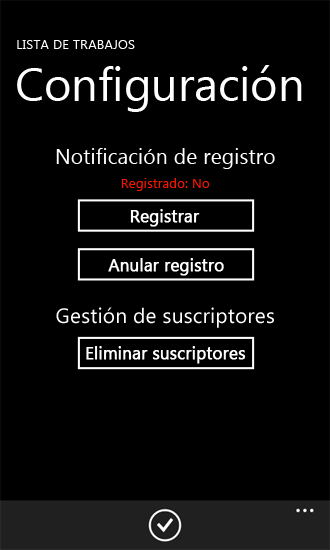 LISTA DE TRABAJOS
Configuración
Notificación de registro
Registrado: No
Registrar
Anular registro
Gestión de suscriptores
Eliminar suscriptores